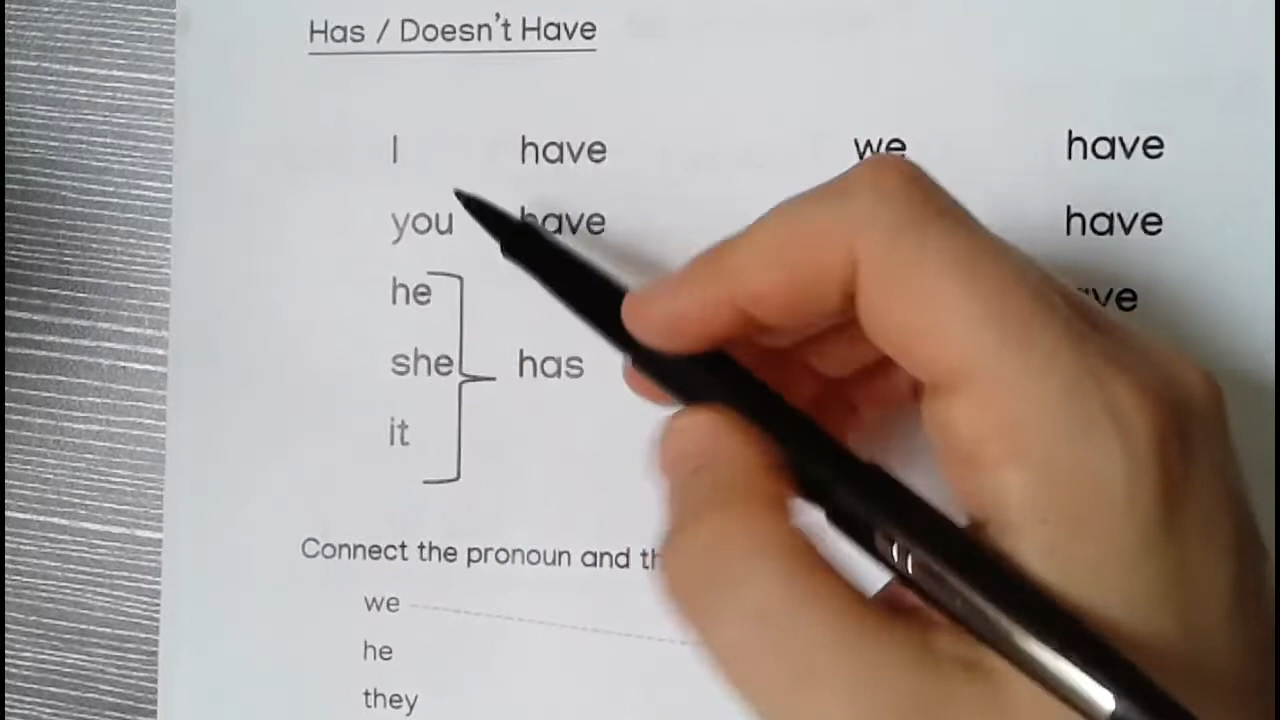 Has / Doesn't Have
I have we have
you have have
he
she has
it
Connect the pronoun and
we
he
they